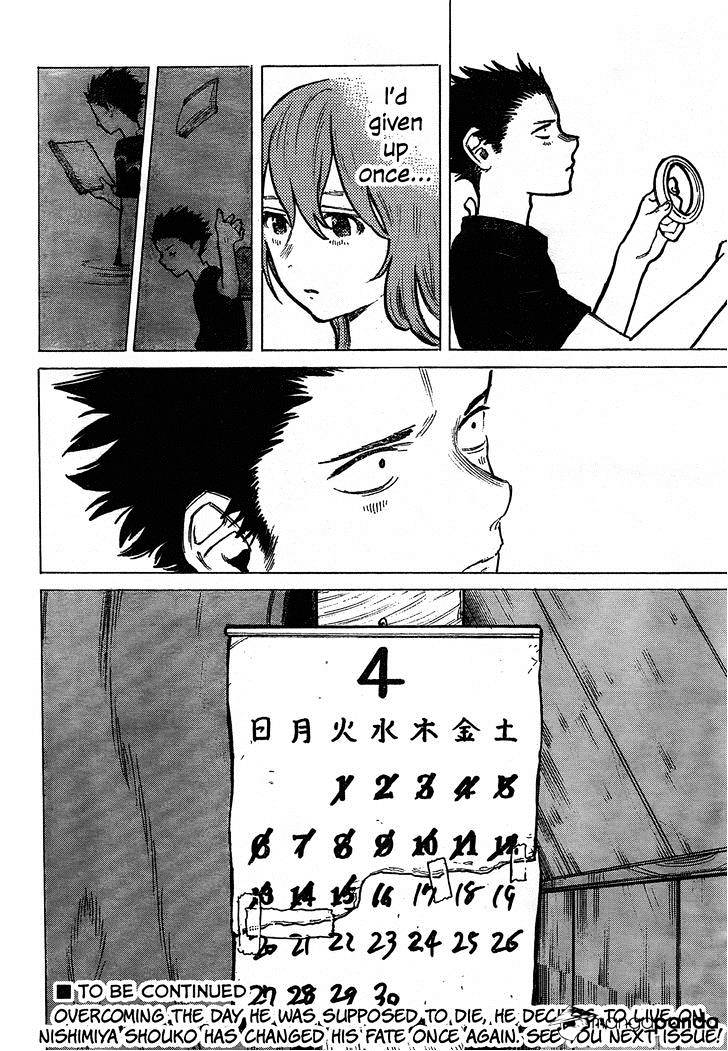 I'd
given
up
once...
4
日 月 火 水 木 金 土
1 2 3 4 5
6 7 8 9 10 11 12
13 14 15 16 17 18 19
20 21 22 23 24 25 26
27 28 29 30
■ TO BE CONTINUED
OVERCOMING THE DAY HE WAS SUPPOSED TO DIE, HE DECIDES TO LIVE ON.
NISHIMIYA SHOUKO HAS CHANGED HIS FATE ONCE AGAIN. SEE YOU NEXT ISSUE!
mangapanda